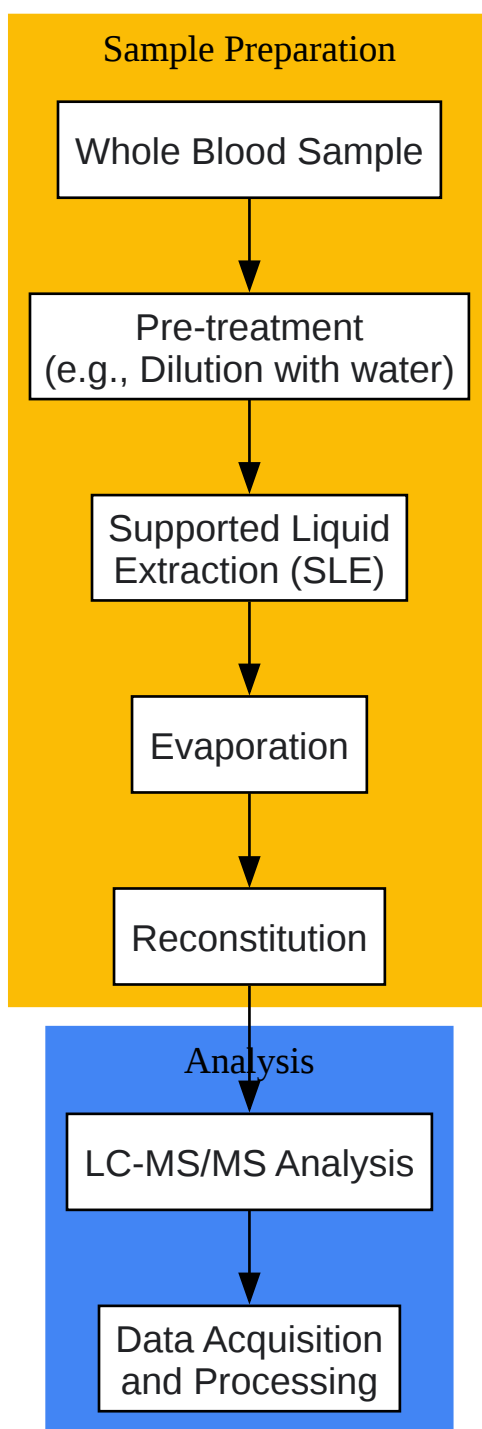 Sample Preparation
Whole Blood Sample
Pre-treatment
(e.g., Dilution with water)
Supported Liquid
Extraction (SLE)
Evaporation
Reconstitution
Analysis
LC-MS/MS Analysis
Data Acquisition
and Processing